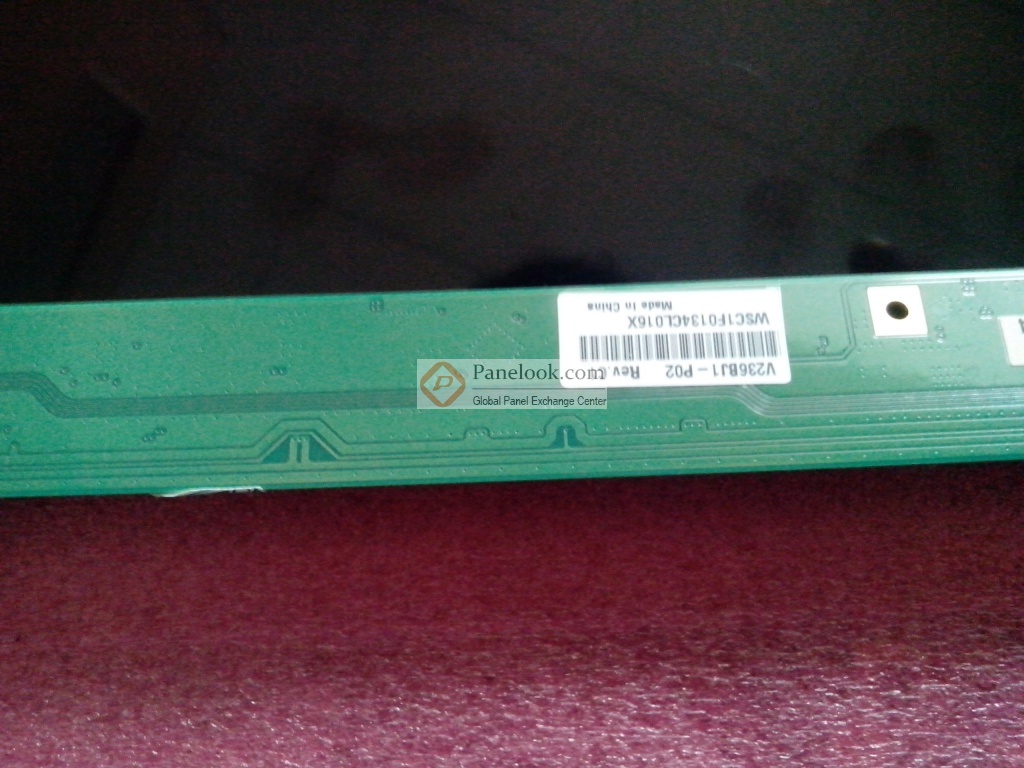 V236BJ1-P02 Rev.
WSC1F0134CL016X
Made In China
Panelook.com
Global Panel Exchange Center